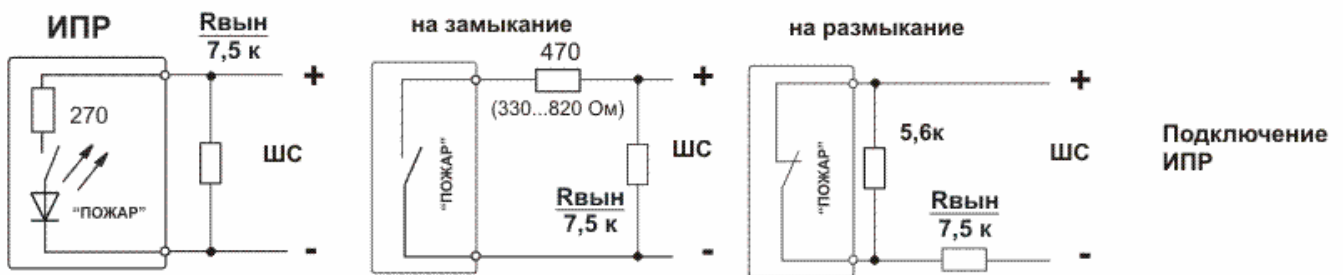 ИПР
Rвын
7,5 к
+
270
ШС
“ПОЖАР”
-
на замыкание
470
(330...820 Ом)
+
“ПОЖАР”
ШС
Rвын
7,5 к
-
на размыкание
+
5,6к
“ПОЖАР”
ШС
Rвын
7,5 к
-
Подключение
ИПР